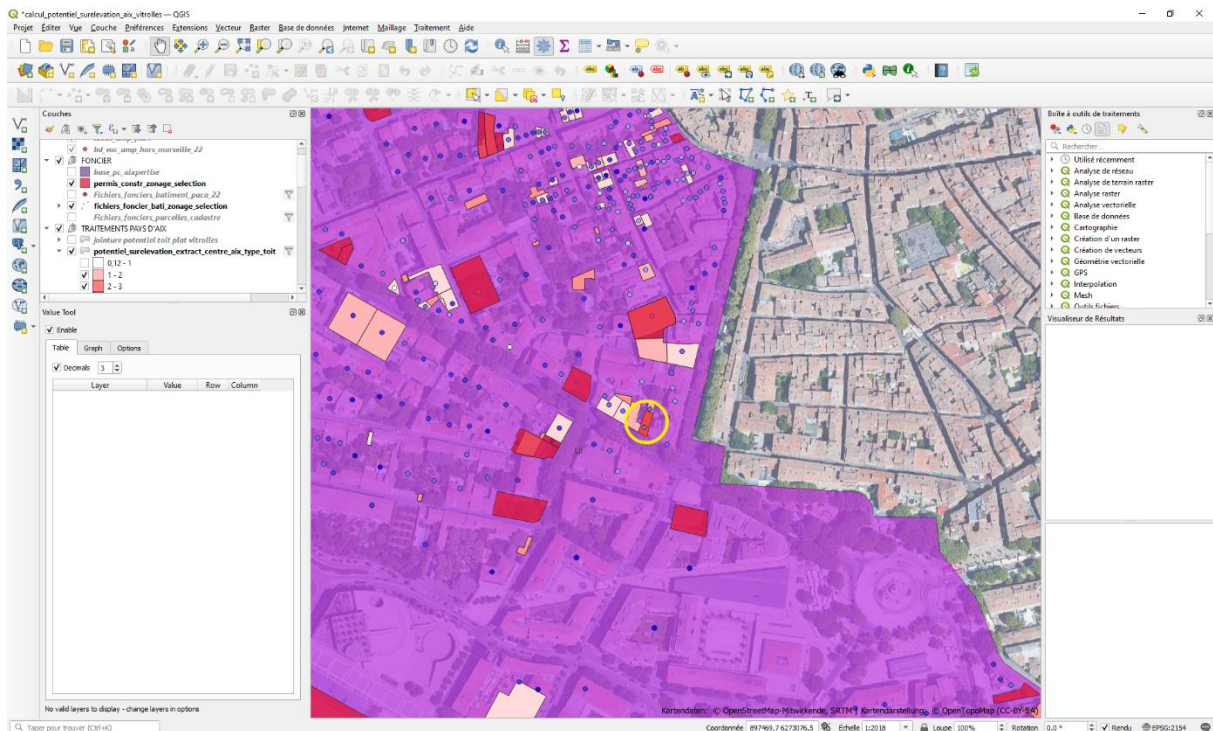 *calcul_potentiel_surelevation_aix_vitrolles — QGIS
Projet Éditer Vue Couche Préférences Extensions Vecteur Raster Base de données Internet Maillage Traitement Aide
Couches
bd_voc_amp_hors_marseille_22
FONCIER
base_pc_aixpertise
permis_constr_zonage_selection
Fichiers_fonciers_batiment_paca_22
fichiers_foncier_bati_zonage_selection
Fichiers_fonciers_parcelles_cadastre
TRAITEMENTS PAYS D'AIX
jointure potentiel toit plat vitrolles
potentiel_surelevation_extract_centre_aix_type_toit
0,12 - 1
1 - 2
2 - 3
Value Tool
Enable
Table Graph Options
Decimals 3
Layer Value Row Column
No valid layers to display - change layers in options
UI
Kartendaten: © OpenStreetMap-Mitwirkende, SRTM | Kartendarstellung: © OpenTopoMap (CC-BY-SA)
Boîte à outils de traitements
Rechercher...
Utilisé récemment
Analyse de réseau
Analyse de terrain raster
Analyse raster
Analyse vectorielle
Base de données
Cartographie
Création d'un raster
Création de vecteurs
Géométrie vectorielle
GPS
Interpolation
Mesh
Outils fichiers
Visualiseur de Résultats
Taper pour trouver (Ctrl+K)
Coordonnée 897469,7 6273076,5 Échelle 1:2018 Loupe 100% Rotation 0,0 ° Rendu EPSG:2154